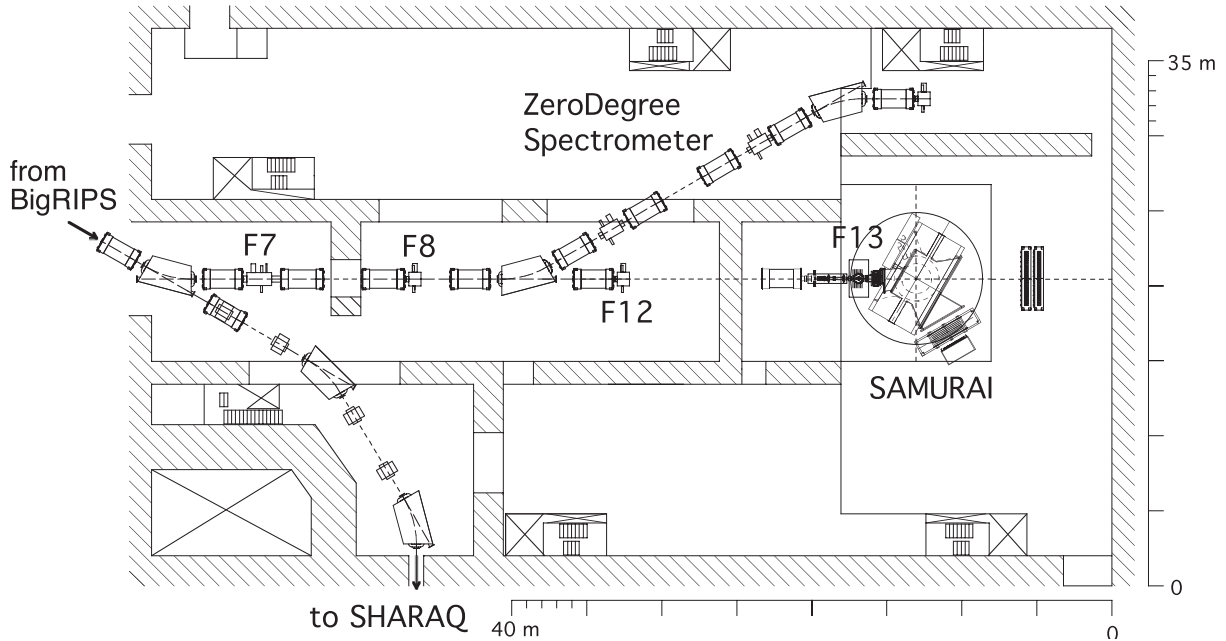 35 m
ZeroDegree
Spectrometer
from
BigRIPS
F7
F8
F13
F12
SAMURAI
0
to SHARAQ
40 m
0